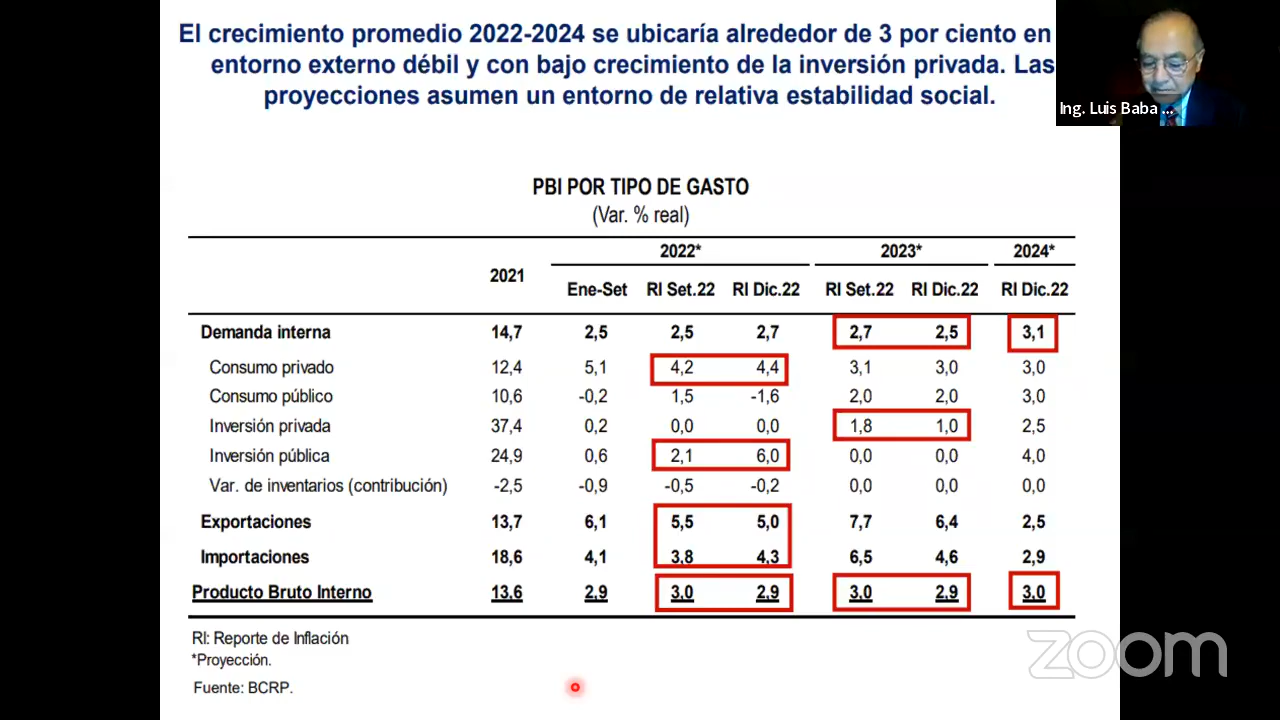 El crecimiento promedio 2022-2024 se ubicaría alrededor de 3 por ciento en
entorno externo débil y con bajo crecimiento de la inversión privada. Las
proyecciones asumen un entorno de relativa estabilidad social.
Ing. Luis Baba ...
PBI POR TIPO DE GASTO
(Var. % real)
2021 2022* 2023* 2024*
Ene-Set RI Set.22 RI Dic.22 RI Set.22 RI Dic.22 RI Dic.22
Demanda interna 14,7 2,5 2,5 2,7 2,7 2,5 3,1
Consumo privado 12,4 5,1 4,2 4,4 3,1 3,0 3,0
Consumo público 10,6 -0,2 1,5 -1,6 2,0 2,0 3,0
Inversión privada 37,4 0,2 0,0 0,0 1,8 1,0 2,5
Inversión pública 24,9 0,6 2,1 6,0 0,0 0,0 4,0
Var. de inventarios (contribución) -2,5 -0,9 -0,5 -0,2 0,0 0,0 0,0
Exportaciones 13,7 6,1 5,5 5,0 7,7 6,4 2,5
Importaciones 18,6 4,1 3,8 4,3 6,5 4,6 2,9
Producto Bruto Interno 13,6 2,9 3,0 2,9 3,0 2,9 3,0
RI: Reporte de Inflación
*Proyección.
Fuente: BCRP.
zoom